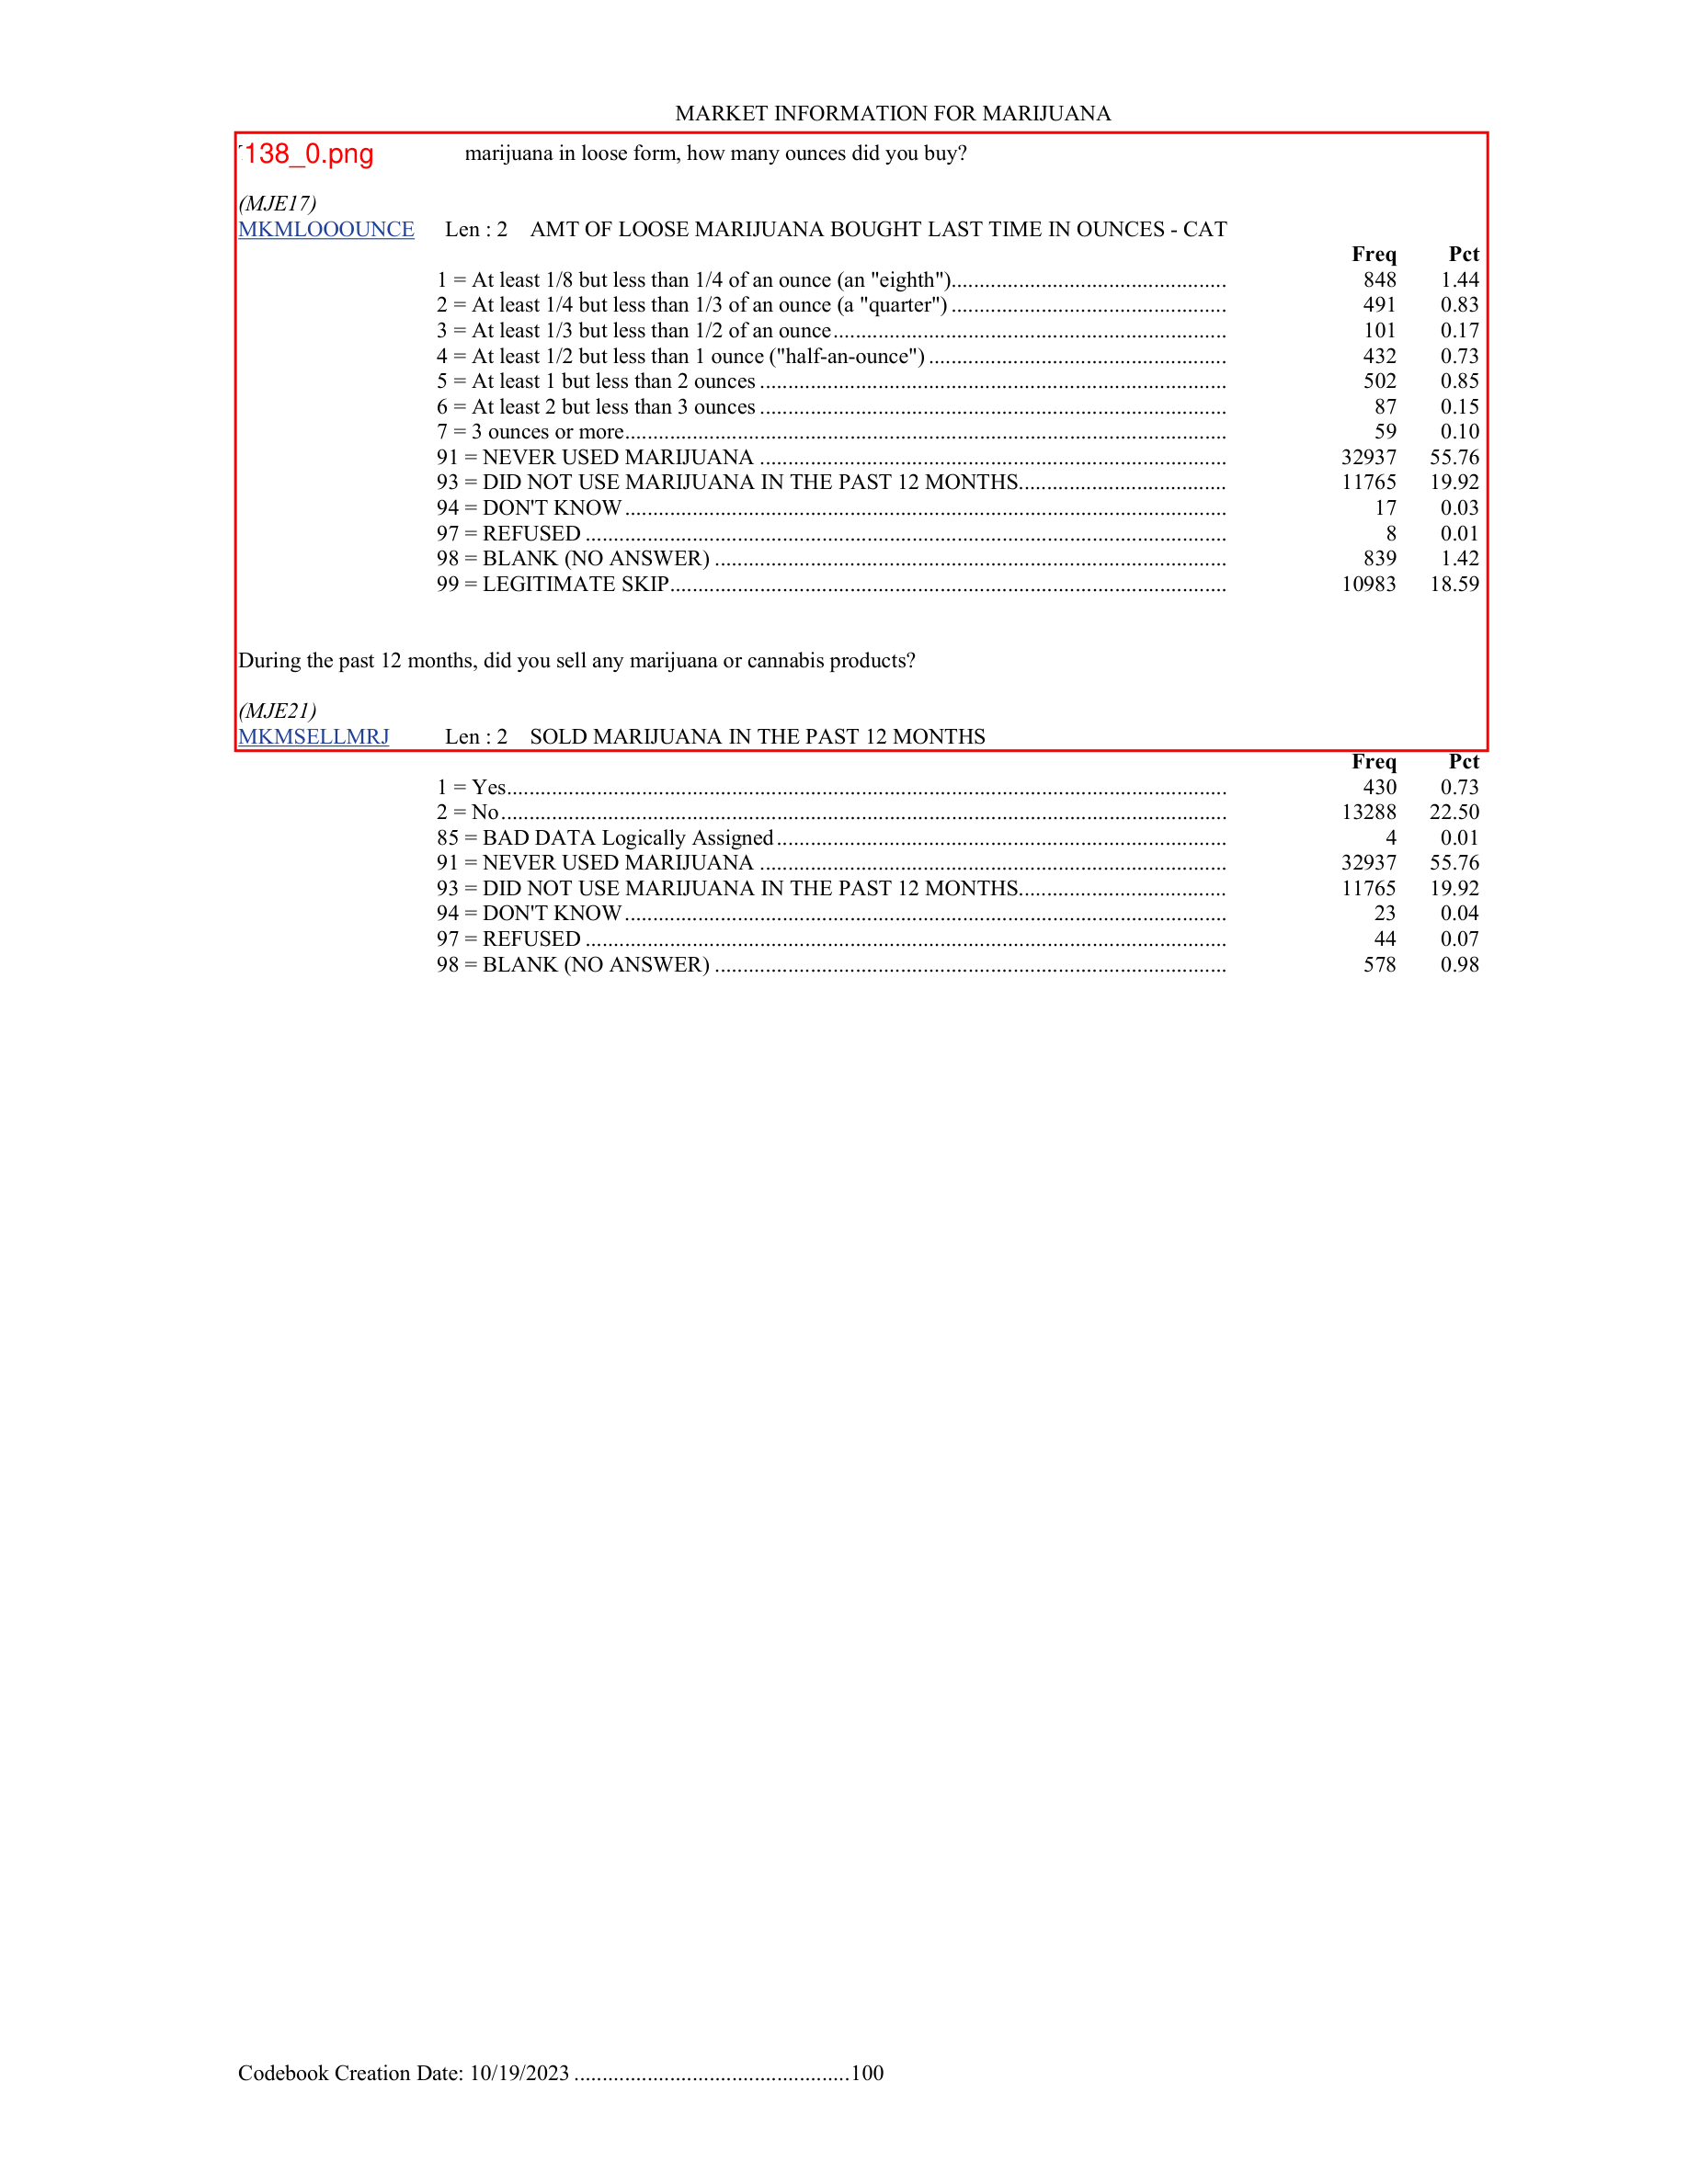 MARKET INFORMATION FOR MARIJUANA
138_0.png marijuana in loose form, how many ounces did you buy?
(MJE17)
MKMLOOOUNCE Len : 2 AMT OF LOOSE MARIJUANA BOUGHT LAST TIME IN OUNCES - CAT
Freq Pct
1 = At least 1/8 but less than 1/4 of an ounce (an "eighth")................................................. 848 1.44
2 = At least 1/4 but less than 1/3 of an ounce (a "quarter") ................................................. 491 0.83
3 = At least 1/3 but less than 1/2 of an ounce...................................................................... 101 0.17
4 = At least 1/2 but less than 1 ounce ("half-an-ounce") ..................................................... 432 0.73
5 = At least 1 but less than 2 ounces ................................................................................... 502 0.85
6 = At least 2 but less than 3 ounces ................................................................................... 87 0.15
7 = 3 ounces or more........................................................................................................... 59 0.10
91 = NEVER USED MARIJUANA ................................................................................... 32937 55.76
93 = DID NOT USE MARIJUANA IN THE PAST 12 MONTHS..................................... 11765 19.92
94 = DON'T KNOW ........................................................................................................... 17 0.03
97 = REFUSED .................................................................................................................. 8 0.01
98 = BLANK (NO ANSWER) ........................................................................................... 839 1.42
99 = LEGITIMATE SKIP................................................................................................... 10983 18.59
During the past 12 months, did you sell any marijuana or cannabis products?
(MJE21)
MKMSELLMRJ Len : 2 SOLD MARIJUANA IN THE PAST 12 MONTHS
Freq Pct
1 = Yes................................................................................................................................ 430 0.73
2 = No................................................................................................................................. 13288 22.50
85 = BAD DATA Logically Assigned ................................................................................ 4 0.01
91 = NEVER USED MARIJUANA ................................................................................... 32937 55.76
93 = DID NOT USE MARIJUANA IN THE PAST 12 MONTHS..................................... 11765 19.92
94 = DON'T KNOW ........................................................................................................... 23 0.04
97 = REFUSED .................................................................................................................. 44 0.07
98 = BLANK (NO ANSWER) ........................................................................................... 578 0.98
Codebook Creation Date: 10/19/2023 .................................................100